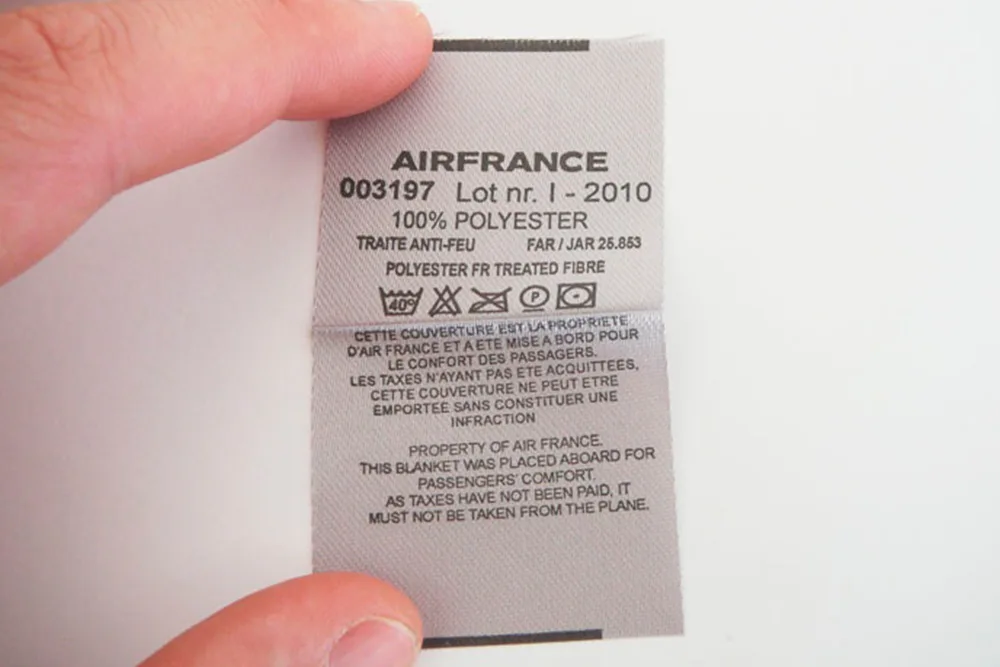 AIRFRANCE
003197 Lot nr. I - 2010
100% POLYESTER
TRAITE ANTI-FEU FAR / JAR 25.853
POLYESTER FR TREATED FIBRE
40° P
CETTE COUVERTURE EST LA PROPRIETE
D'AIR FRANCE ET A ETE MISE A BORD POUR
LE CONFORT DES PASSAGERS.
LES TAXES N'AYANT PAS ETE ACQUITTEES,
CETTE COUVERTURE NE PEUT ETRE
EMPORTEE SANS CONSTITUER UNE
INFRACTION
PROPERTY OF AIR FRANCE.
THIS BLANKET WAS PLACED ABOARD FOR
PASSENGERS' COMFORT.
AS TAXES HAVE NOT BEEN PAID, IT
MUST NOT BE TAKEN FROM THE PLANE.